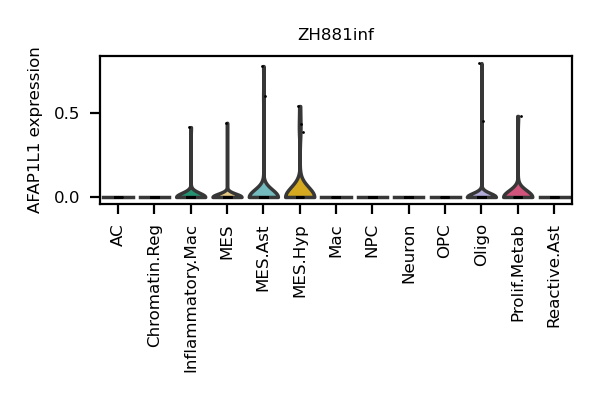 ZH881inf
AFAP1L1 expression
0.5
0.0
AC
Chromatin.Reg
Inflammatory.Mac
MES
MES.Ast
MES.Hyp
Mac
NPC
Neuron
OPC
Oligo
Prolif.Metab
Reactive.Ast